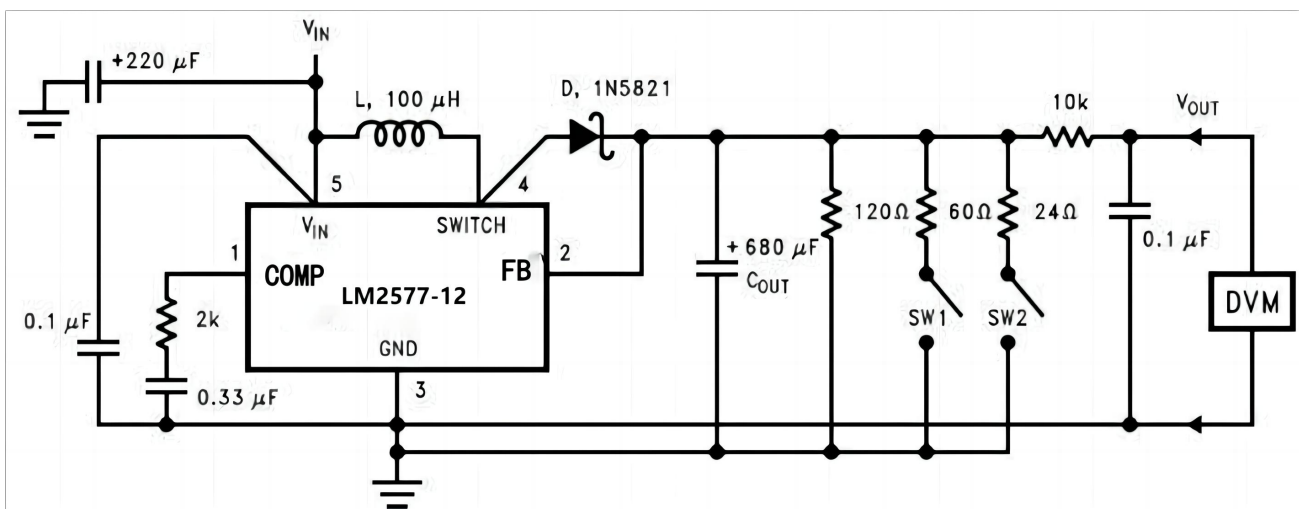 V_IN
+220 μF
L, 100 μH
D, 1N5821
10k
V_OUT
5
4
V_IN
SWITCH
120Ω
60Ω
24Ω
0.1 μF
1
2
COMP
FB
+ 680 μF
C_OUT
LM2577-12
DVM
0.1 μF
2k
SW1
SW2
GND
3
0.33 μF